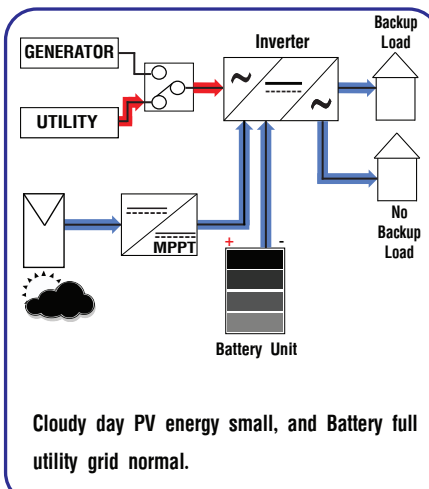 GENERATOR
UTILITY
Inverter
Backup
Load
No
Backup
Load
MPPT
+ -
Battery Unit
Cloudy day PV energy small, and Battery full
utility grid normal.